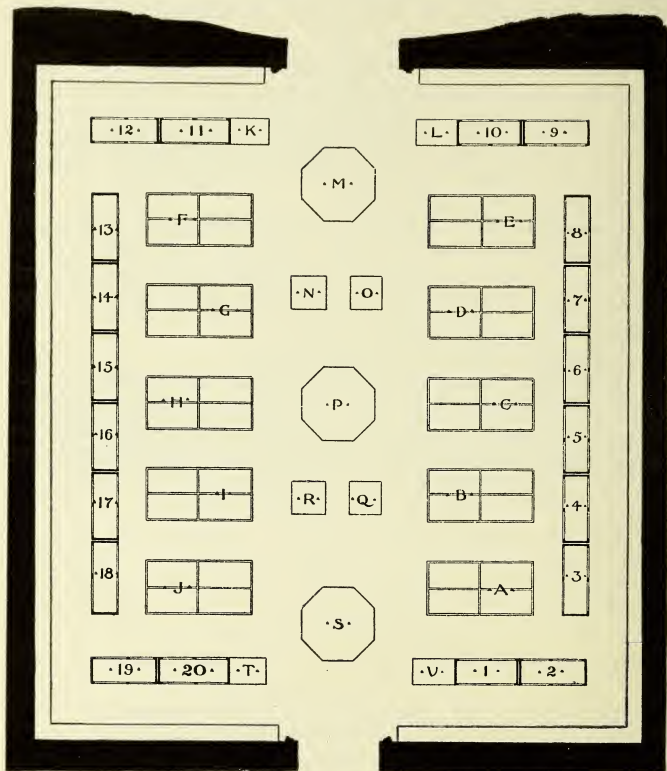 ·12· ·11· ·K· ·L· ·10· ·9·
·M·
·13· ·F· ·E· ·8·
·14· ·G· ·N· ·O· ·D· ·7·
·15· ·6·
·H· ·P· ·C·
·16· ·5·
·17· ·I· ·R· ·Q· ·B· ·4·
·18· ·J· ·A· ·3·
·S·
·19· ·20· ·T· ·V· ·1· ·2·